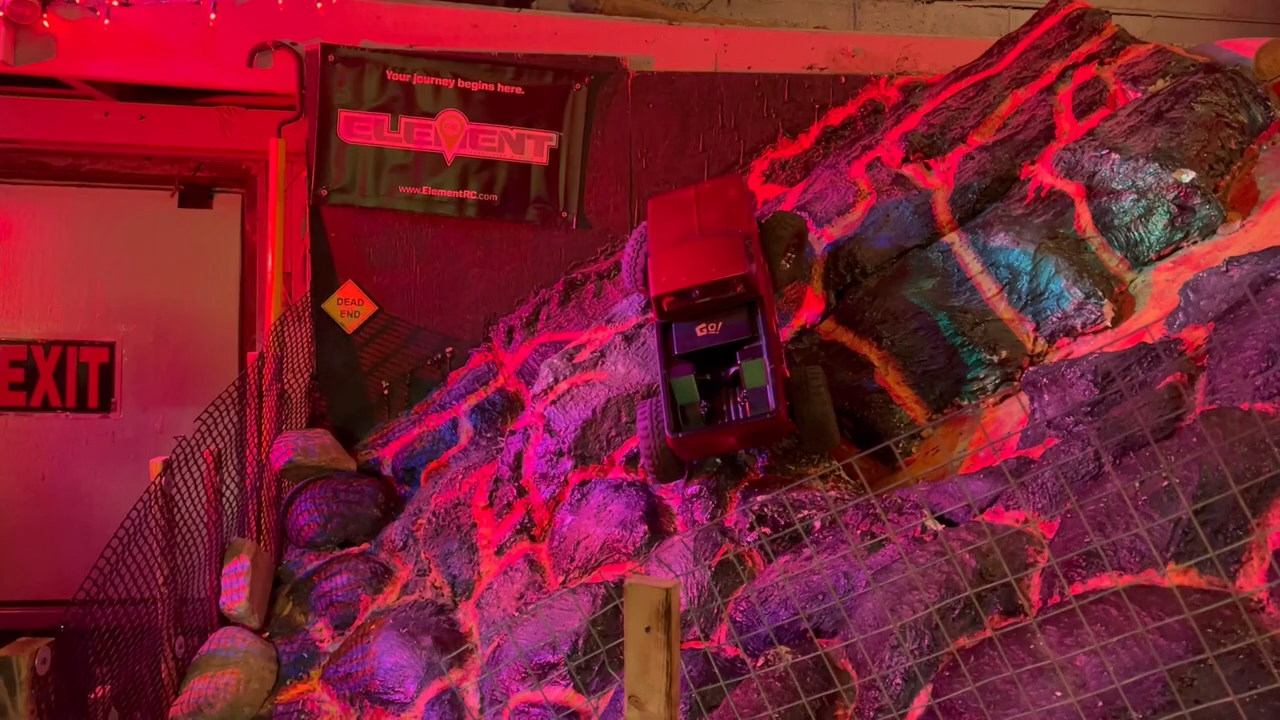 Your journey begins here.
ELEMENT
www.ElementRC.com
DEAD
END
EXIT
GO!